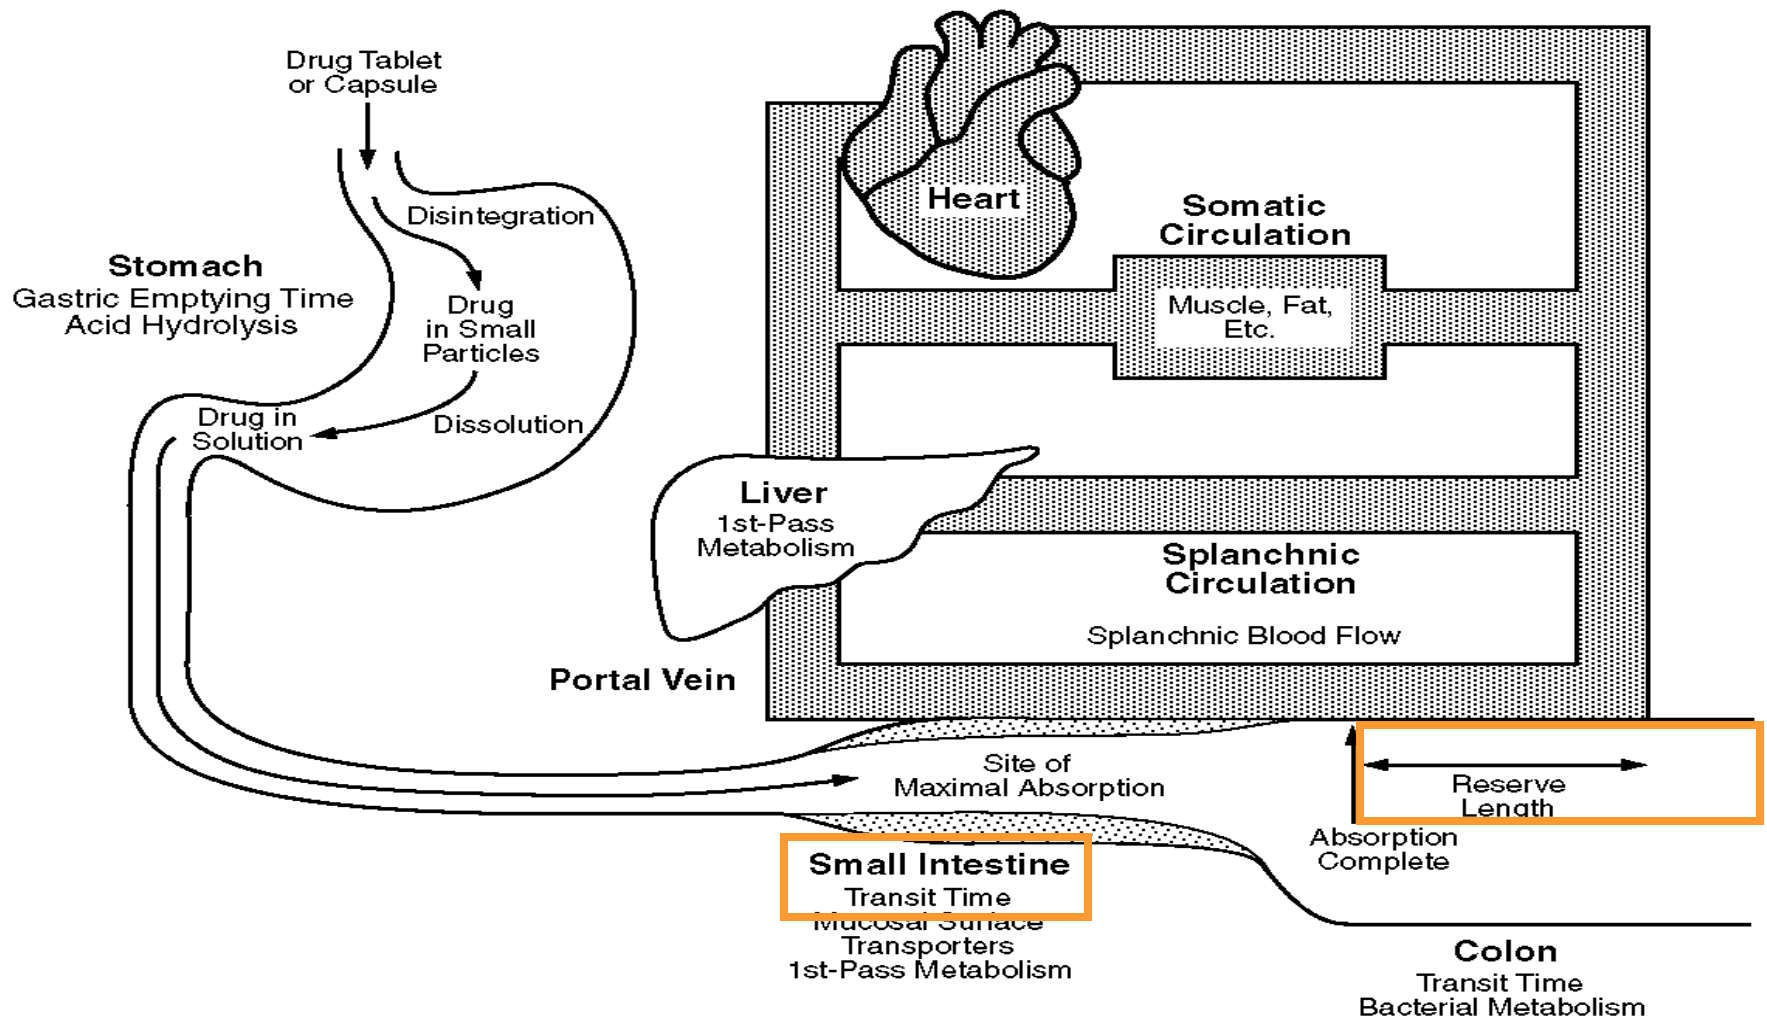 Drug Tablet
or Capsule
Disintegration
Stomach
Gastric Emptying Time
Acid Hydrolysis
Drug
in Small
Particles
Drug in
Solution
Dissolution
Heart
Somatic
Circulation
Muscle, Fat,
Etc.
Liver
1st-Pass
Metabolism
Splanchnic
Circulation
Splanchnic Blood Flow
Portal Vein
Site of
Maximal Absorption
Reserve
Length
Absorption
Complete
Small Intestine
Transit Time
Mucosal Surface
Transporters
1st-Pass Metabolism
Colon
Transit Time
Bacterial Metabolism